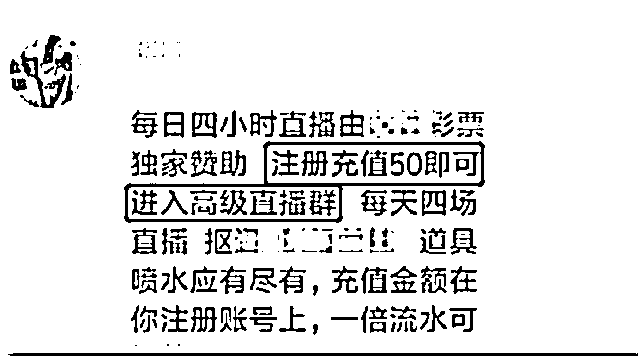 每日四小时直播由彩票
独家赞助 注册充值50即可
进入高级直播群 每天四场
直播 抠 道具
喷水应有尽有，充值金额在
你注册账号上，一倍流水可